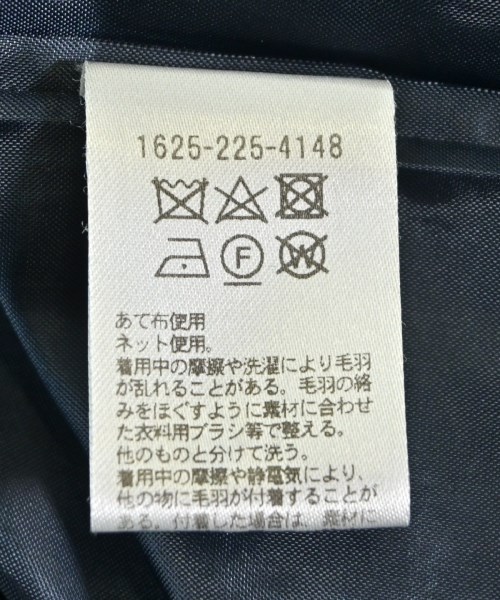 1625-225-4148
F W
あて布使用
ネット使用。
着用中の摩擦や洗濯により毛羽
が乱れることがある。毛羽の絡
みをほぐすように素材に合わせ
た衣料用ブラシ等で整える。
他のものと分けて洗う。
着用中の摩擦や静電気により、
他の物に毛羽が付着することが
ある。付着した場合は、素材に